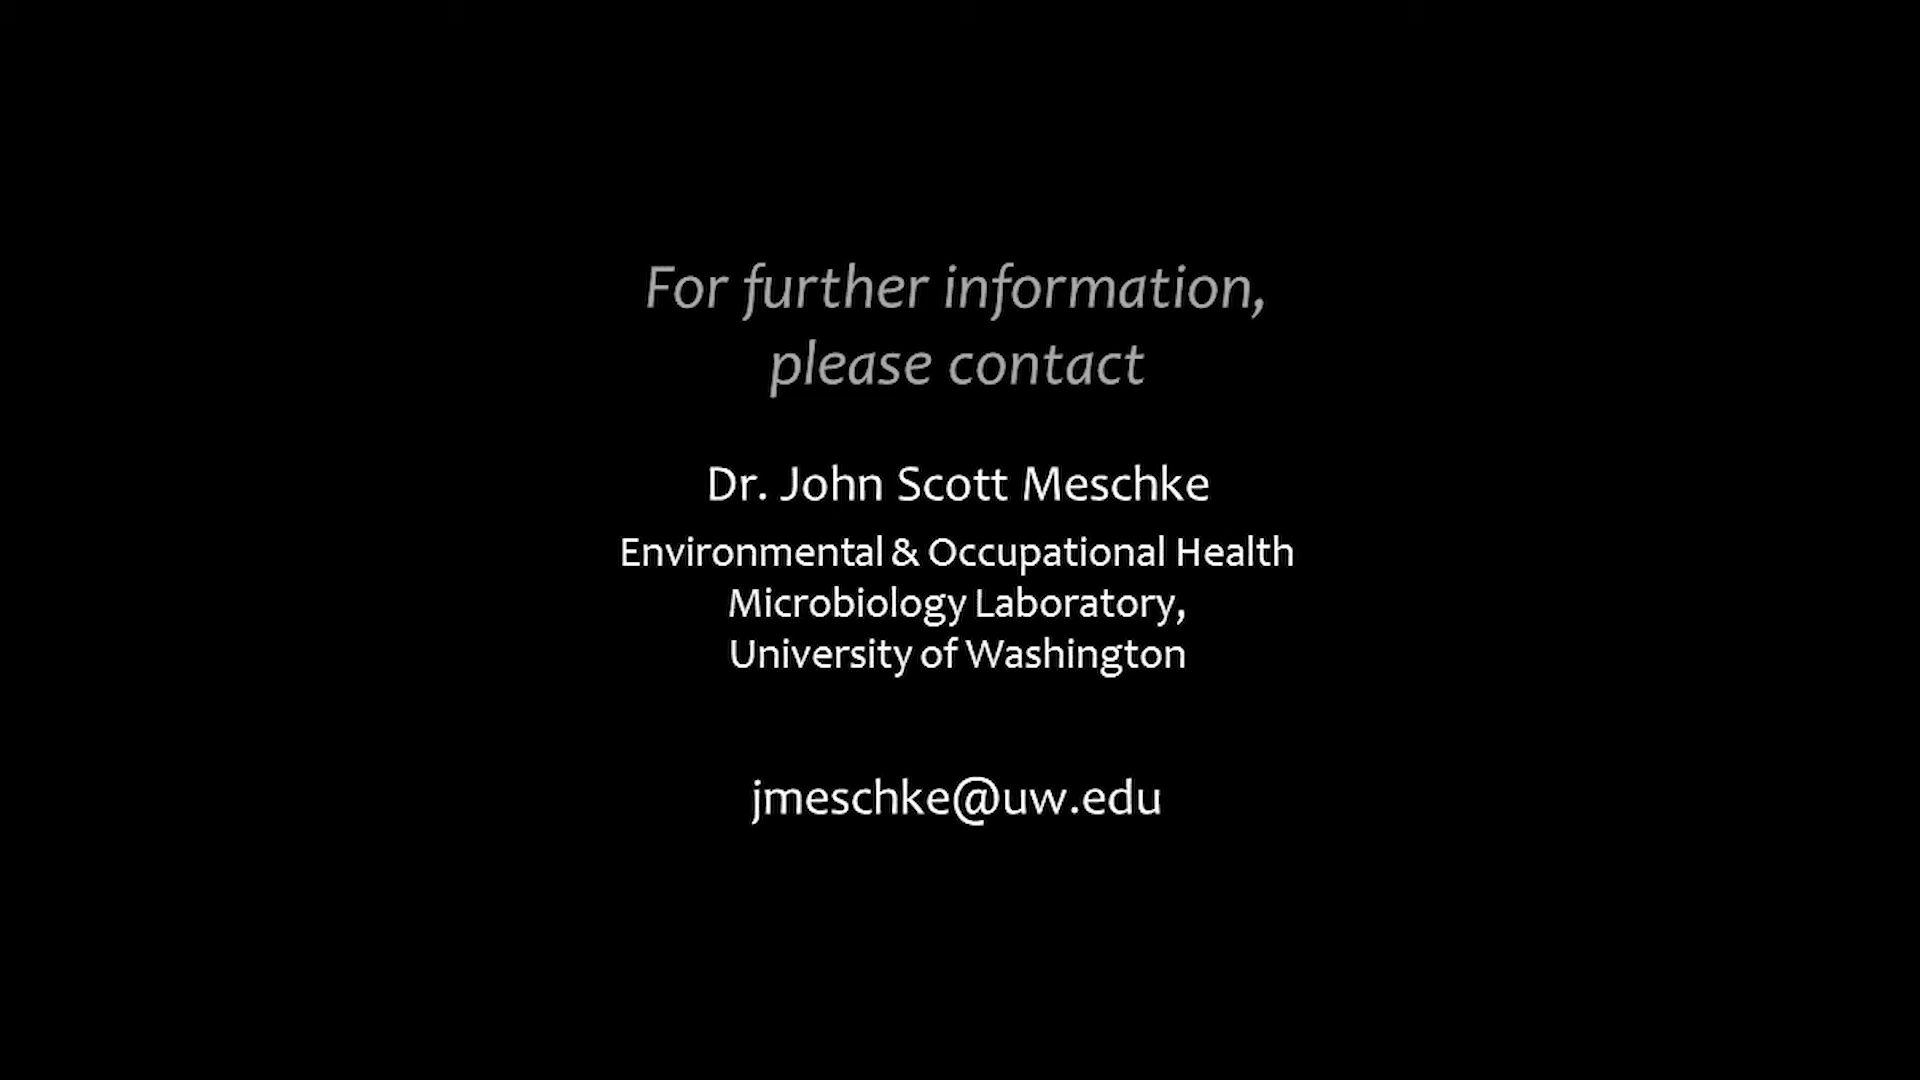 For further information,
please contact
Dr. John Scott Meschke
Environmental & Occupational Health
Microbiology Laboratory,
University of Washington
jmeschke@uw.edu